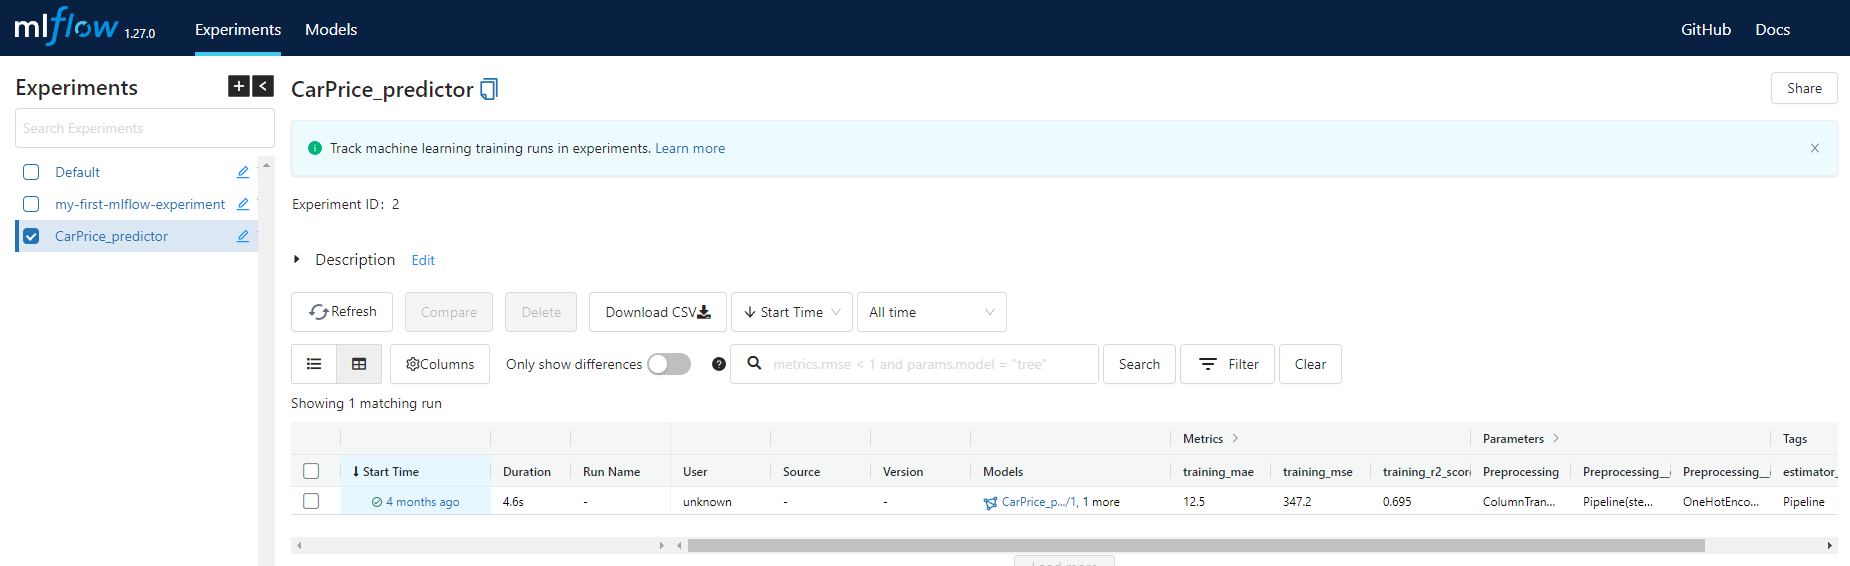 mlflow 1.27.0 Experiments Models GitHub Docs
Experiments
Search Experiments
Default
my-first-mlflow-experiment
CarPrice_predictor
CarPrice_predictor
Share
Track machine learning training runs in experiments. Learn more
Experiment ID: 2
Description Edit
Refresh Compare Delete Download CSV Start Time All time
Columns Only show differences metrics.rmse < 1 and params.model = "tree" Search Filter Clear
Showing 1 matching run
Metrics Parameters Tags
Start Time Duration Run Name User Source Version Models training_mae training_mse training_r2_score Preprocessing Preprocessing__ Preprocessing__ estimator_
4 months ago 4.6s - unknown - - CarPrice_p.../1, 1 more 12.5 347.2 0.695 ColumnTran... Pipeline(ste... OneHotEnco... Pipeline
Load more